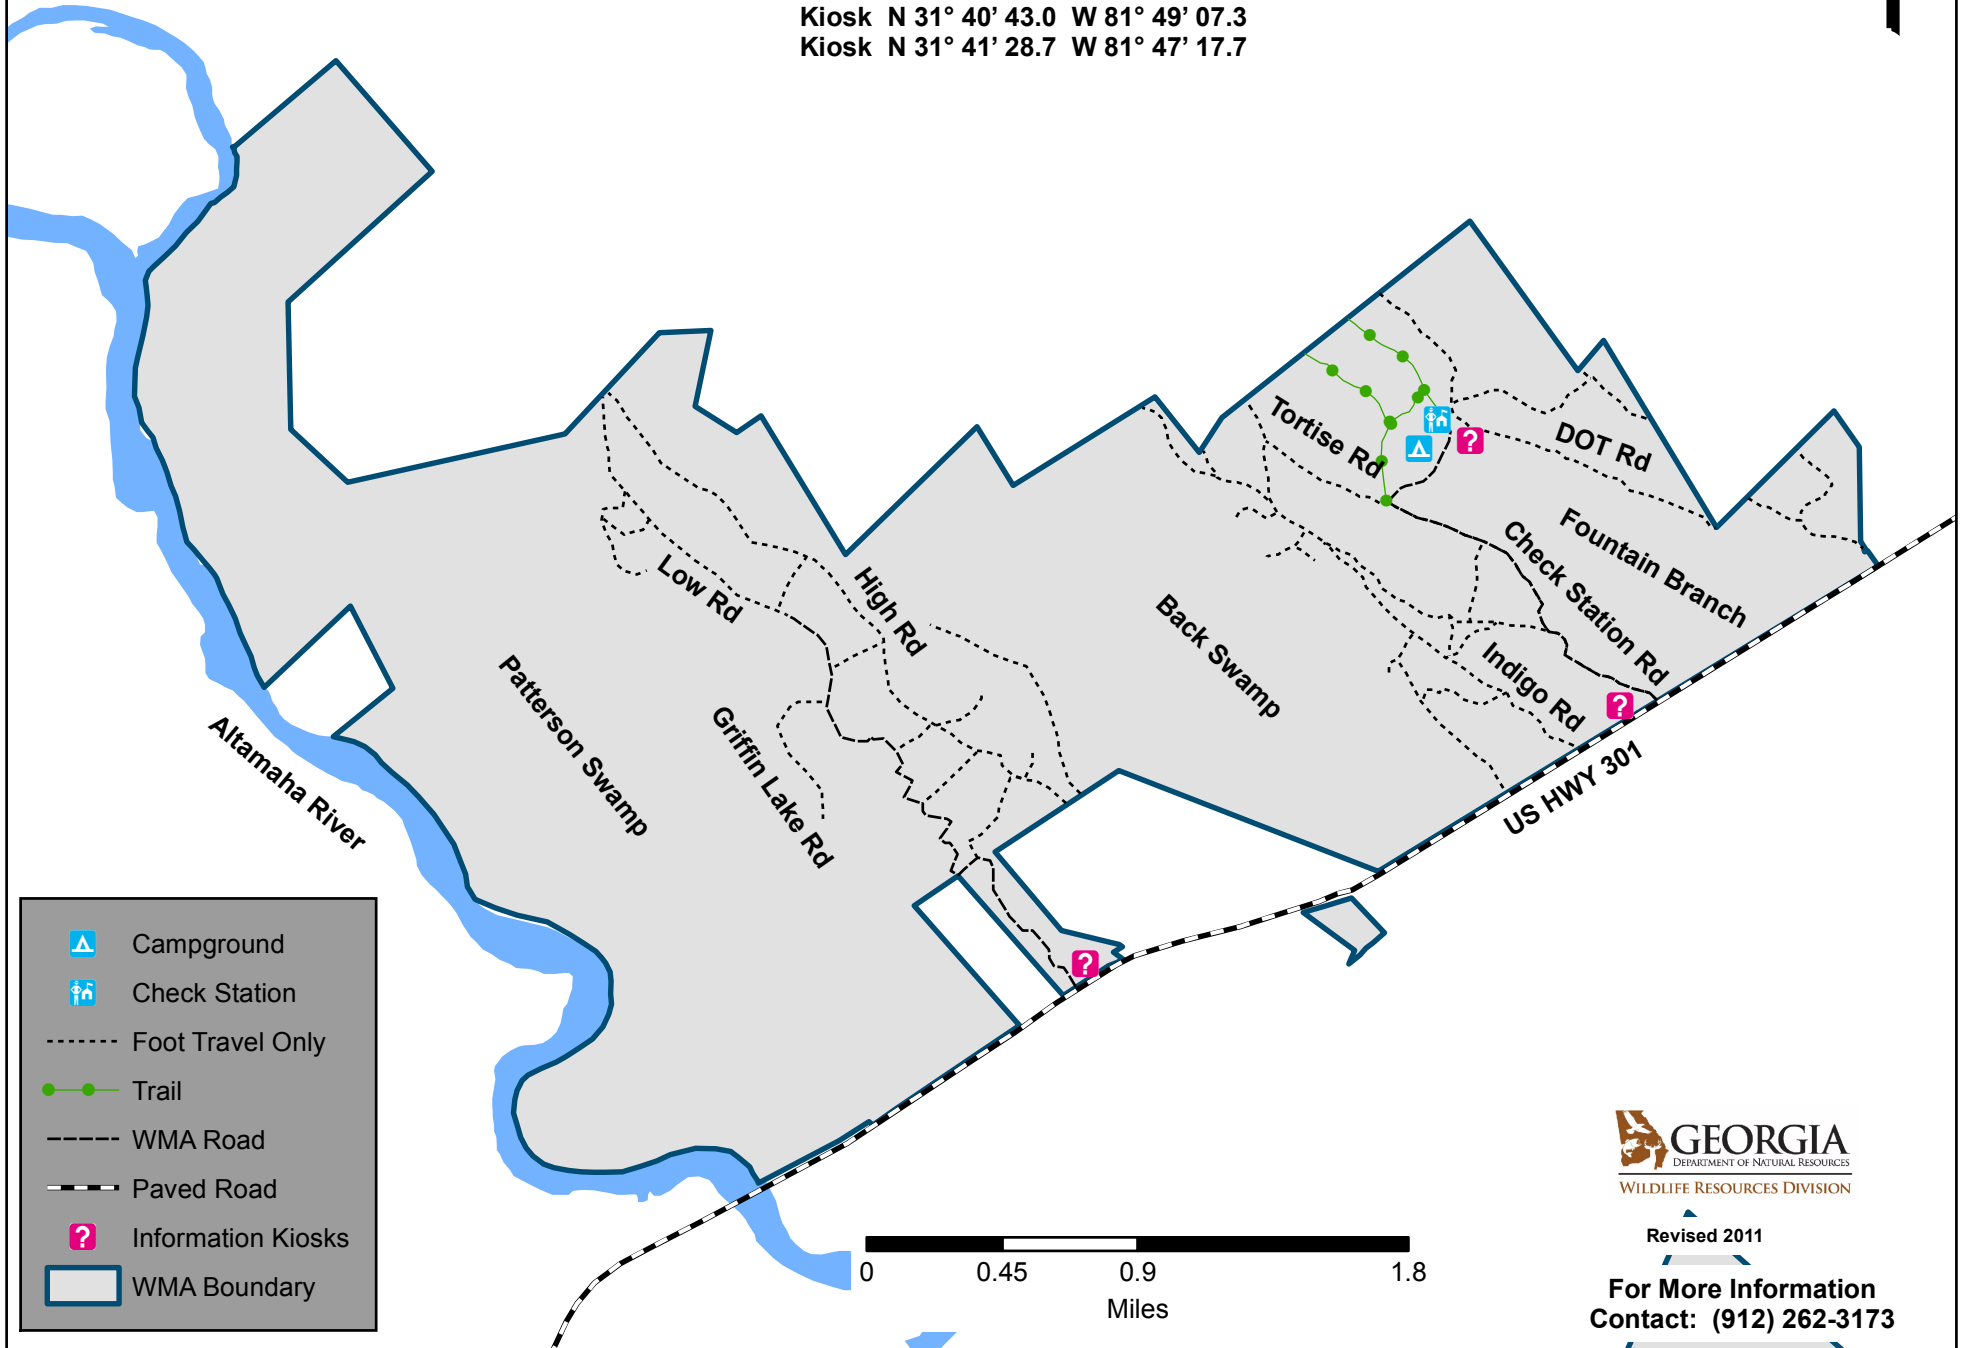 Kiosk N 31° 40’ 43.0 W 81° 49’ 07.3
Kiosk N 31° 41’ 28.7 W 81° 47’ 17.7
Tortise Rd
DOT Rd
Fountain Branch
Check Station Rd
Low Rd
High Rd
Back Swamp
Indigo Rd
Patterson Swamp
Griffin Lake Rd
Altamaha River
US HWY 301
Campground
Check Station
Foot Travel Only
Trail
WMA Road
Paved Road
? Information Kiosks
WMA Boundary
0 0.45 0.9 1.8
Miles
GEORGIA
DEPARTMENT OF NATURAL RESOURCES
WILDLIFE RESOURCES DIVISION
Revised 2011
For More Information
Contact: (912) 262-3173